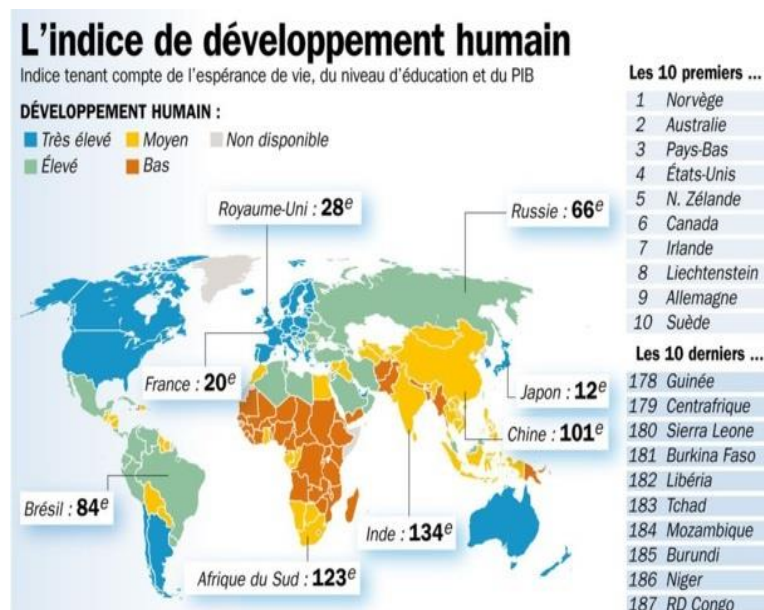 L'indice de développement humain
Indice tenant compte de l'espérance de vie, du niveau d'éducation et du PIB
DÉVELOPPEMENT HUMAIN :
Très élevé
Moyen
Non disponible
Élevé
Bas
Royaume-Uni : 28e
Russie : 66e
France : 20e
Japon : 12e
Chine : 101e
Brésil : 84e
Inde : 134e
Afrique du Sud : 123e
Les 10 premiers ...
1 Norvège
2 Australie
3 Pays-Bas
4 États-Unis
5 N. Zélande
6 Canada
7 Irlande
8 Liechtenstein
9 Allemagne
10 Suède
Les 10 derniers ...
178 Guinée
179 Centrafrique
180 Sierra Leone
181 Burkina Faso
182 Libéria
183 Tchad
184 Mozambique
185 Burundi
186 Niger
187 RD Congo